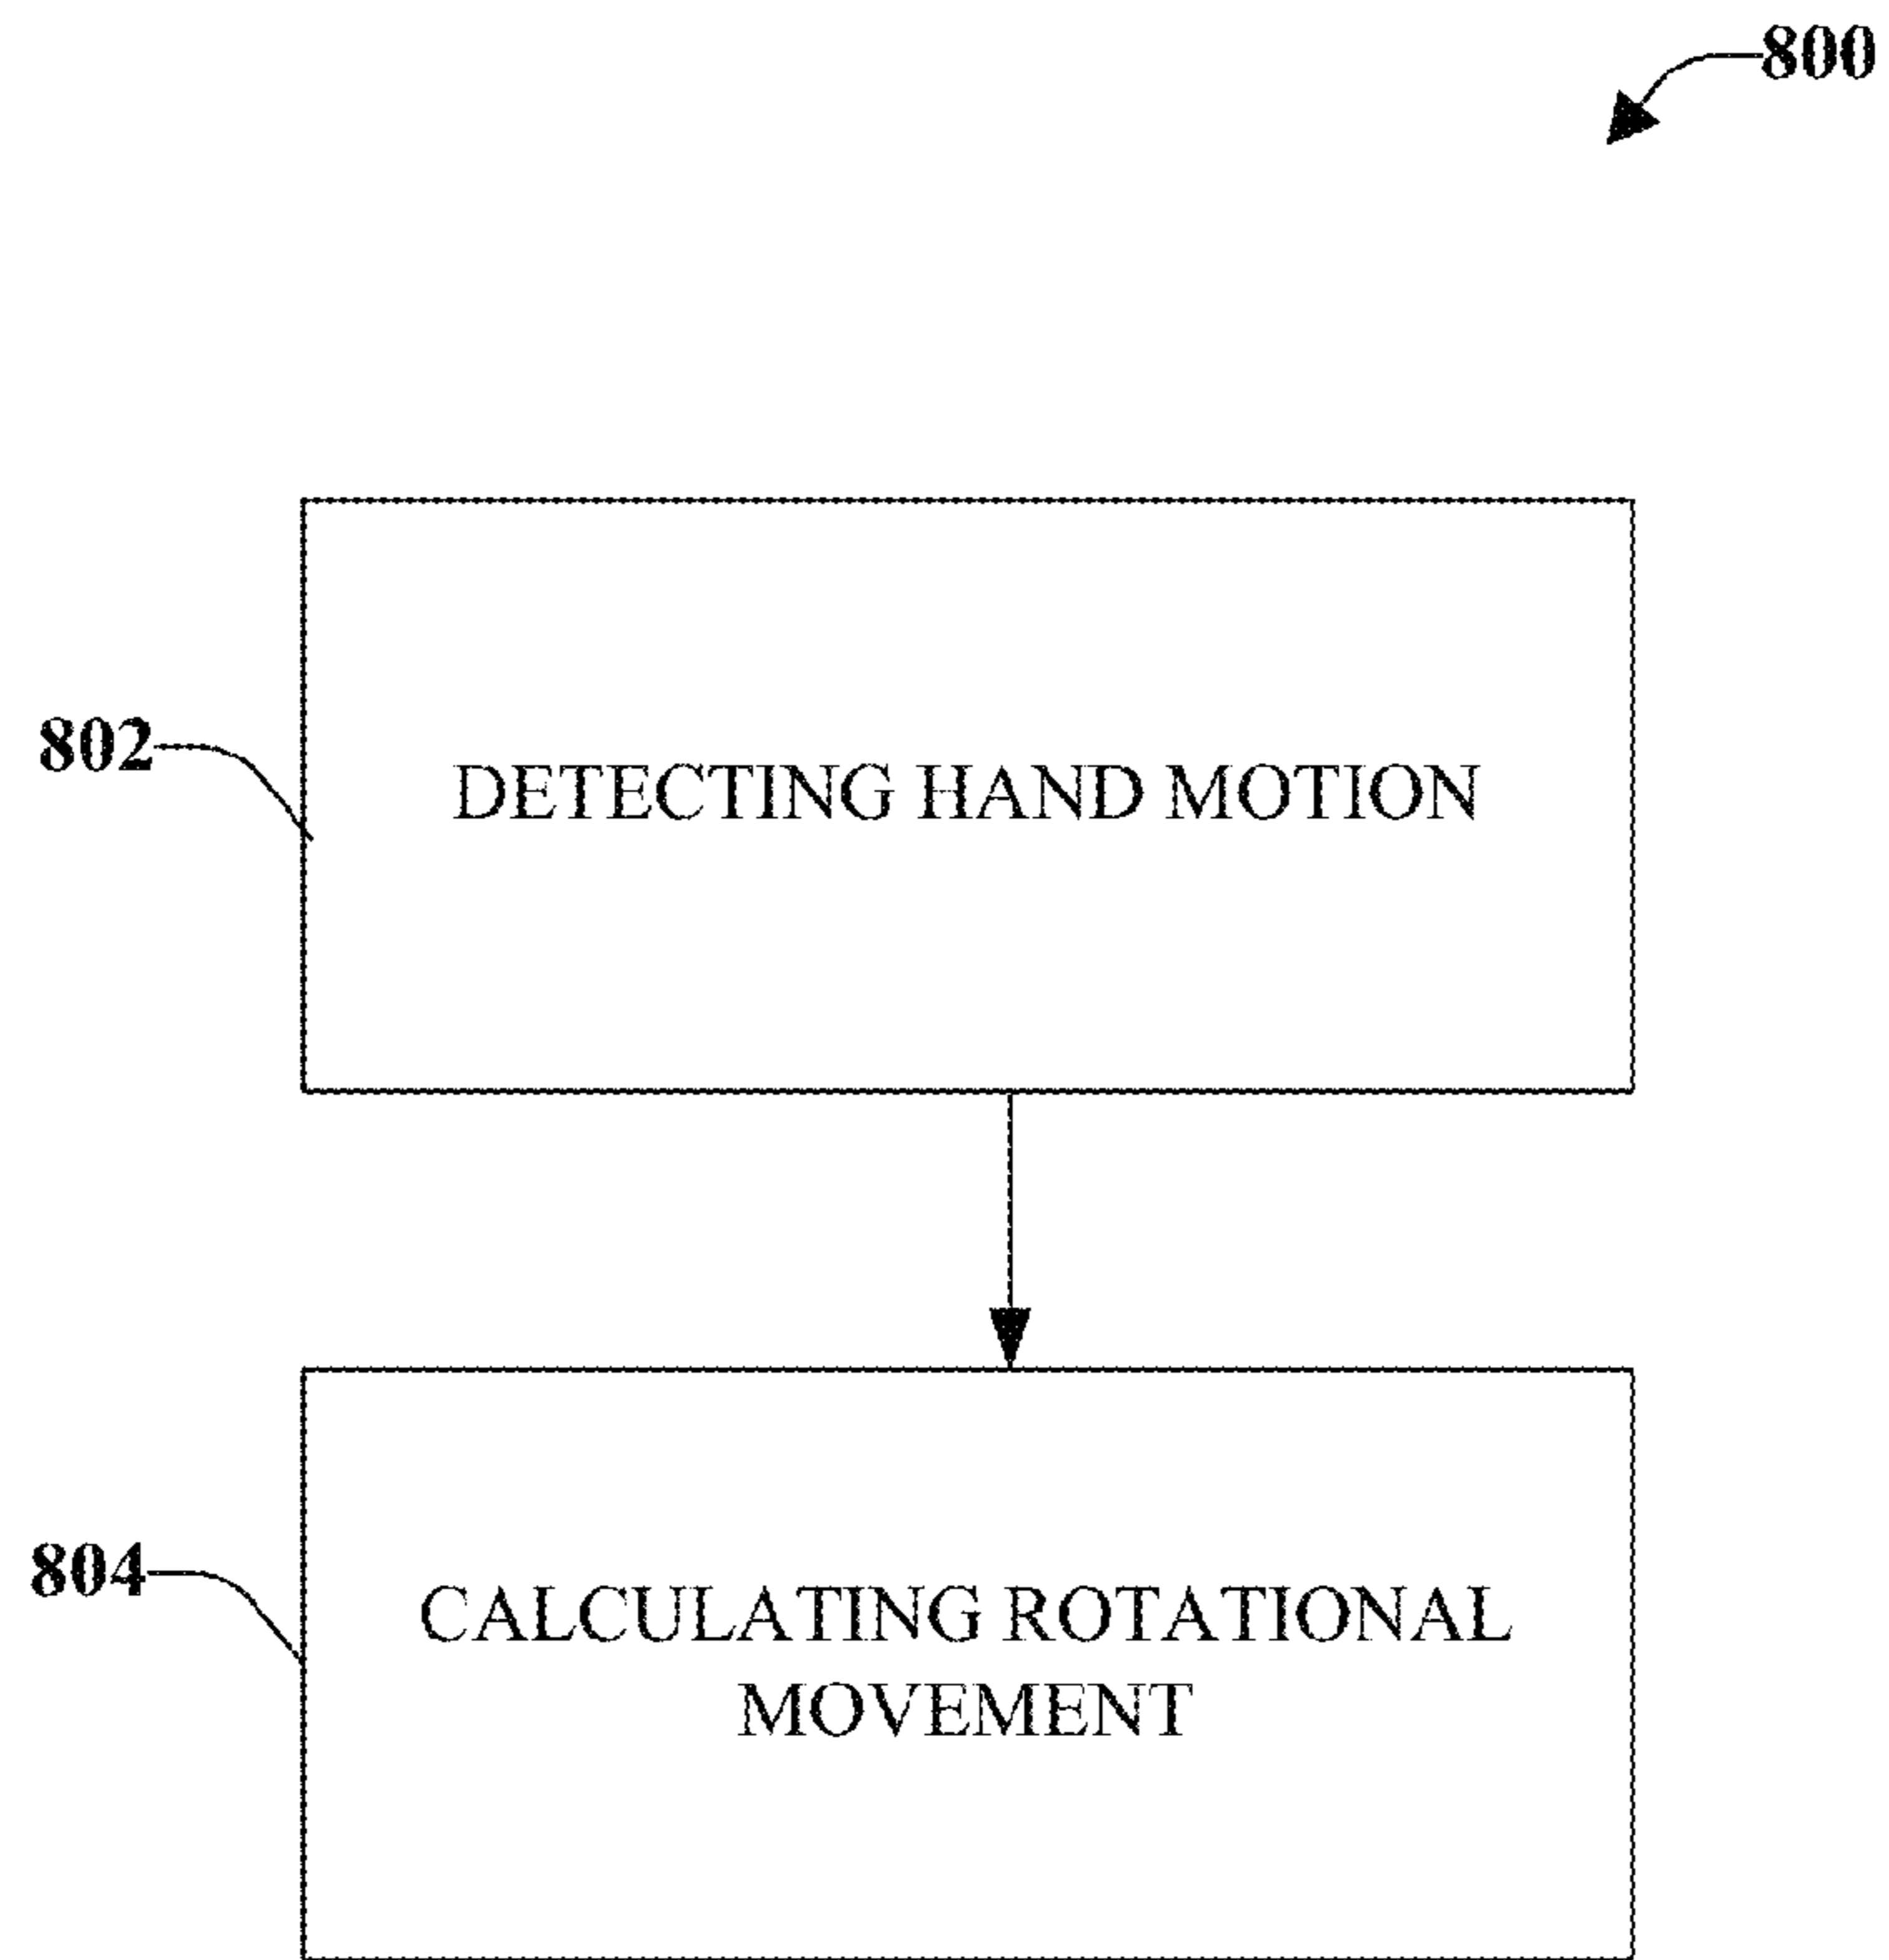 800
802
DETECTING HAND MOTION
804
CALCULATING ROTATIONAL
MOVEMENT